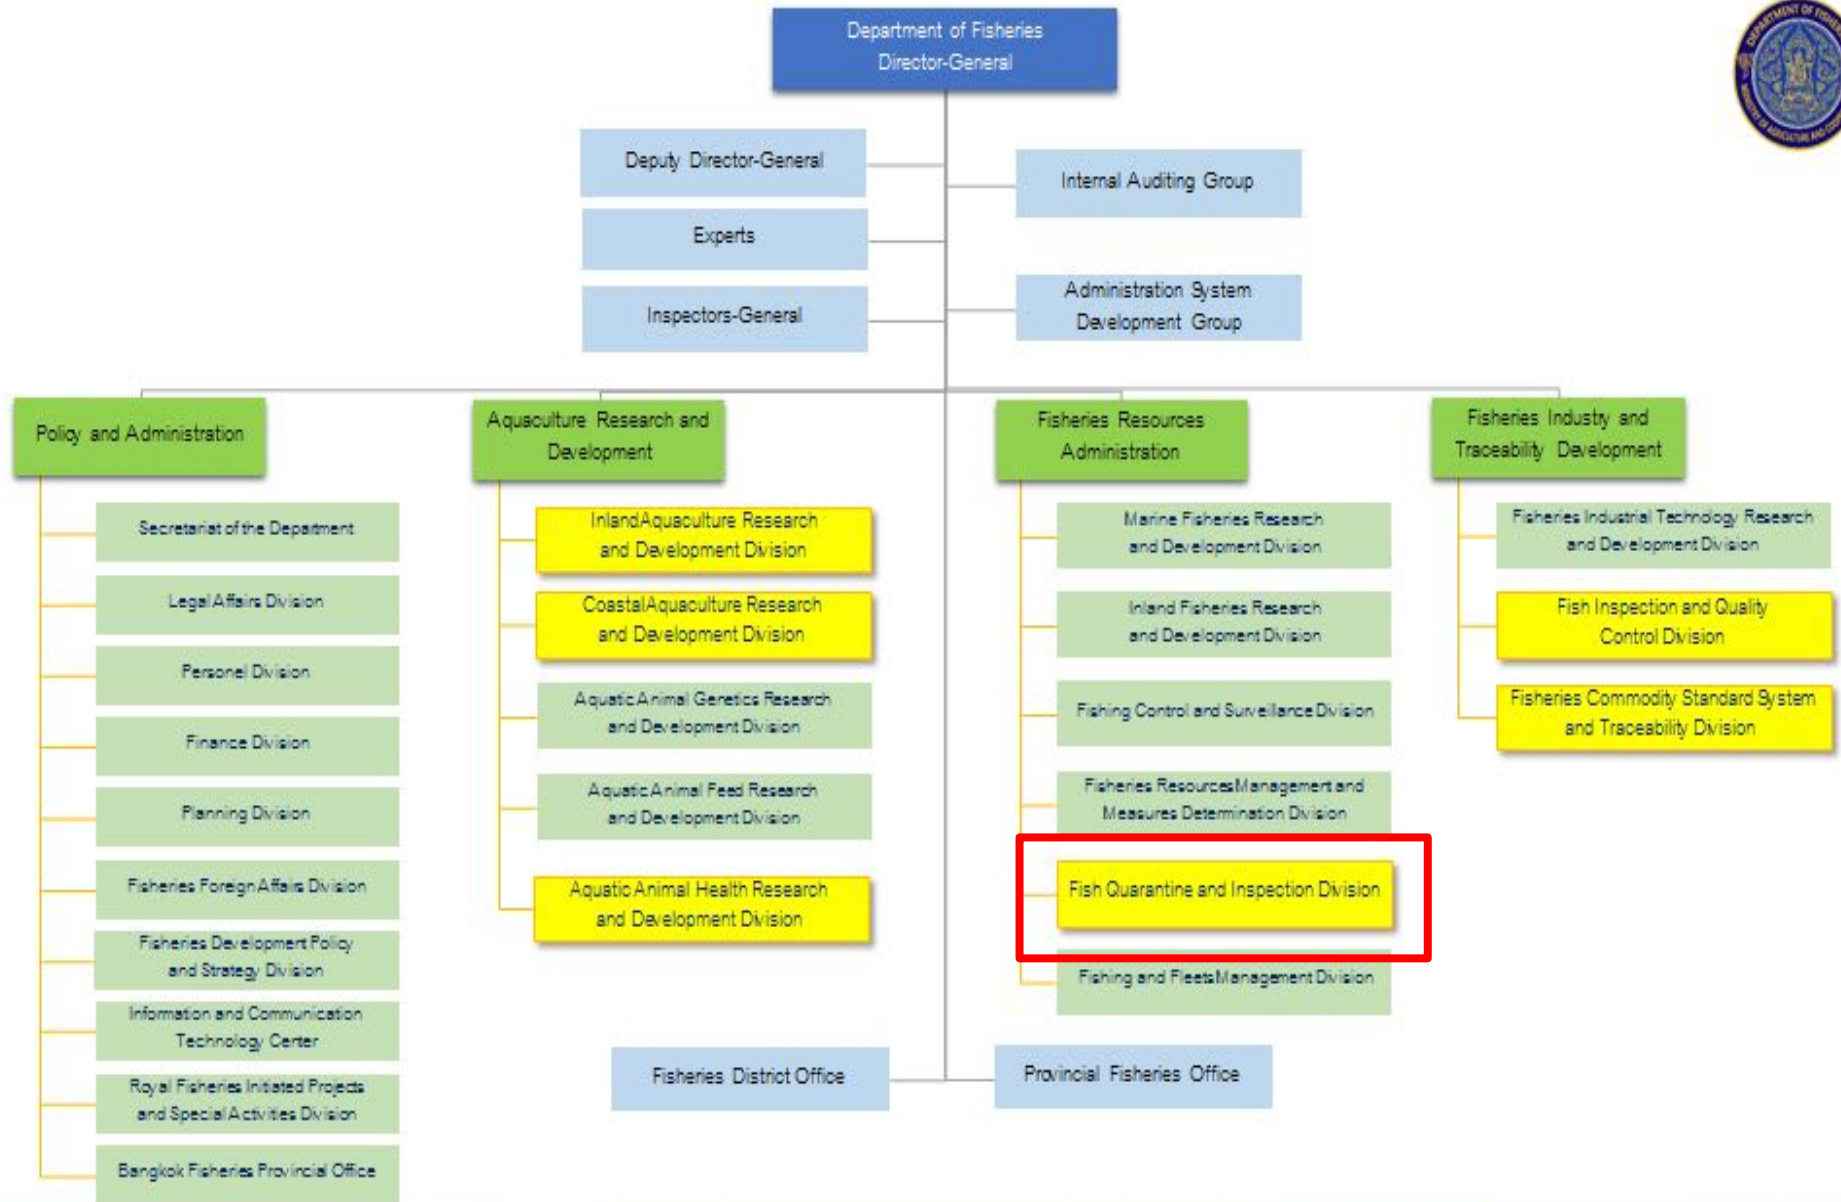 Department of Fisheries
Director-General
DEPARTMENT OF
MINISTRY OF AGRICULTURE AND
Deputy Director-General
Internal Auditing Group
Experts
Administration System
Development Group
Inspectors-General
Policy and Administration
Secretariat of the Department
Legal Affairs Division
Personel Division
Finance Division
Planning Division
Fisheries Foreign Affairs Division
Fisheries Development Policy
and Strategy Division
Information and Communication
Technology Center
Royal Fisheries Initiated Projects
and Special Activities Division
Bangkok Fisheries Provincial Office
Aquaculture Research and
Development
Inland Aquaculture Research
and Development Division
Coastal Aquaculture Research
and Development Division
Aquatic Animal Genetics Research
and Development Division
Aquatic Animal Feed Research
and Development Division
Aquatic Animal Health Research
and Development Division
Fisheries Resources
Administration
Marine Fisheries Research
and Development Division
Inland Fisheries Research
and Development Division
Fishing Control and Surveillance Division
Fisheries Resources Management and
Measures Determination Division
Fish Quarantine and Inspection Division
Fishing and Fleets Management Division
Fisheries Industry and
Traceability Development
Fisheries Industrial Technology Research
and Development Division
Fish Inspection and Quality
Control Division
Fisheries Commodity Standard System
and Traceability Division
Fisheries District Office
Provincial Fisheries Office